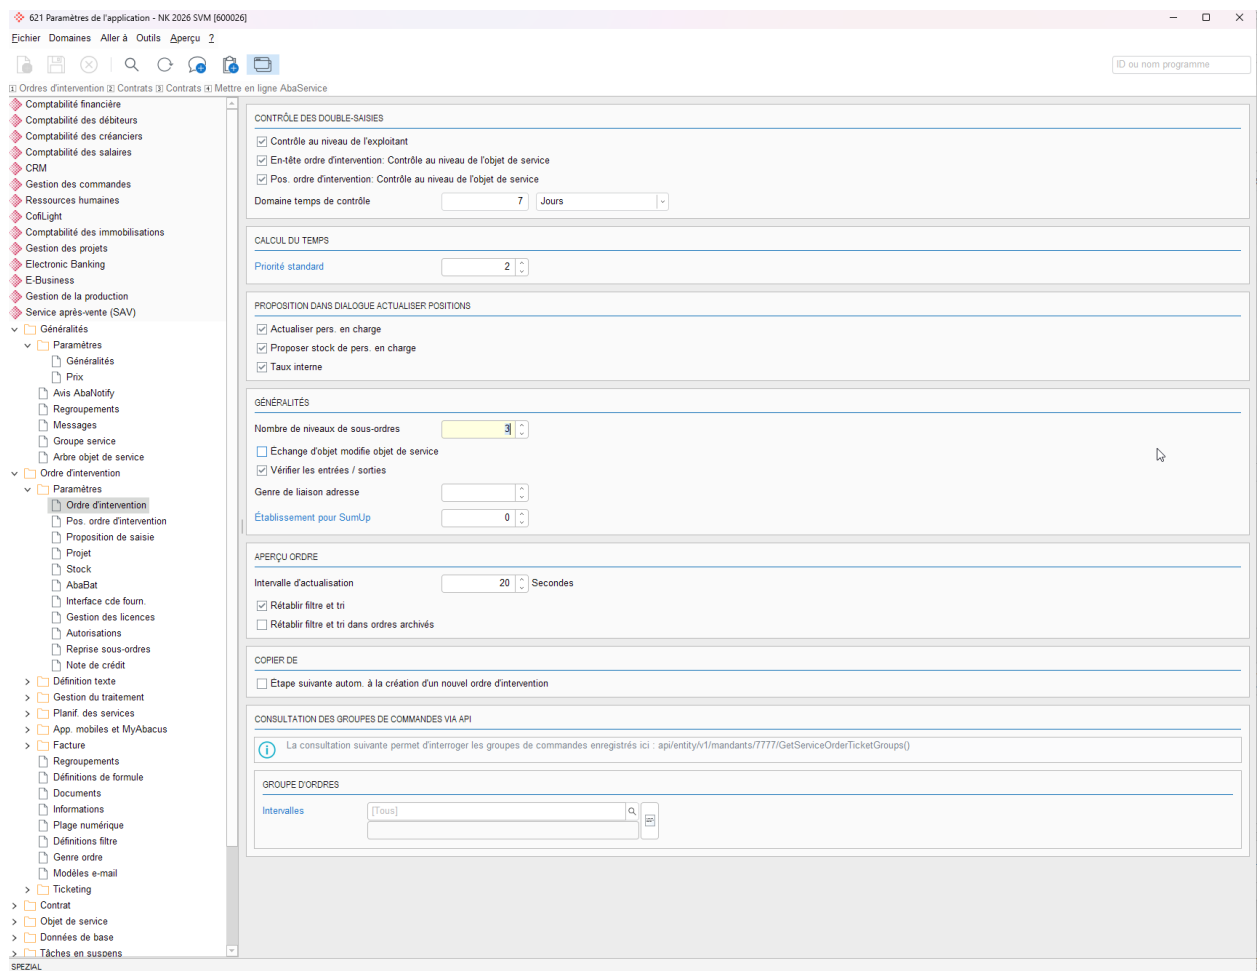 621 Paramètres de l'application - NK 2026 SVM [600026]
Fichier Domaines Aller à Outils Aperçu ?
ID ou nom programme
1 Ordres d'intervention 2 Contrats 3 Contrats 4 Mettre en ligne AbaService
Comptabilité financière
Comptabilité des débiteurs
Comptabilité des créanciers
Comptabilité des salaires
CRM
Gestion des commandes
Ressources humaines
CofiLight
Comptabilité des immobilisations
Gestion des projets
Electronic Banking
E-Business
Gestion de la production
Service après-vente (SAV)
Généralités
Paramètres
Généralités
Prix
Avis AbaNotify
Regroupements
Messages
Groupe service
Arbre objet de service
Ordre d'intervention
Paramètres
Ordre d'intervention
Pos. ordre d'intervention
Proposition de saisie
Projet
Stock
AbaBat
Interface cde fourn.
Gestion des licences
Autorisations
Reprise sous-ordres
Note de crédit
Définition texte
Gestion du traitement
Planif. des services
App. mobiles et MyAbacus
Facture
Regroupements
Définitions de formule
Documents
Informations
Plage numérique
Définitions filtre
Genre ordre
Modèles e-mail
Ticketing
Contrat
Objet de service
Données de base
Tâches en suspens
CONTRÔLE DES DOUBLE-SAISIES
Contrôle au niveau de l'exploitant
En-tête ordre d'intervention: Contrôle au niveau de l'objet de service
Pos. ordre d'intervention: Contrôle au niveau de l'objet de service
Domaine temps de contrôle 7 Jours
CALCUL DU TEMPS
Priorité standard 2
PROPOSITION DANS DIALOGUE ACTUALISER POSITIONS
Actualiser pers. en charge
Proposer stock de pers. en charge
Taux interne
GÉNÉRALITÉS
Nombre de niveaux de sous-ordres 3
Échange d'objet modifie objet de service
Vérifier les entrées / sorties
Genre de liaison adresse
Établissement pour SumUp 0
APERÇU ORDRE
Intervalle d'actualisation 20 Secondes
Rétablir filtre et tri
Rétablir filtre et tri dans ordres archivés
COPIER DE
Étape suivante autom. à la création d'un nouvel ordre d'intervention
CONSULTATION DES GROUPES DE COMMANDES VIA API
La consultation suivante permet d'interroger les groupes de commandes enregistrés ici : api/entity/v1/mandants/7777/GetServiceOrderTicketGroups()
GROUPE D'ORDRES
Intervalles [Tous]
SPEZIAL